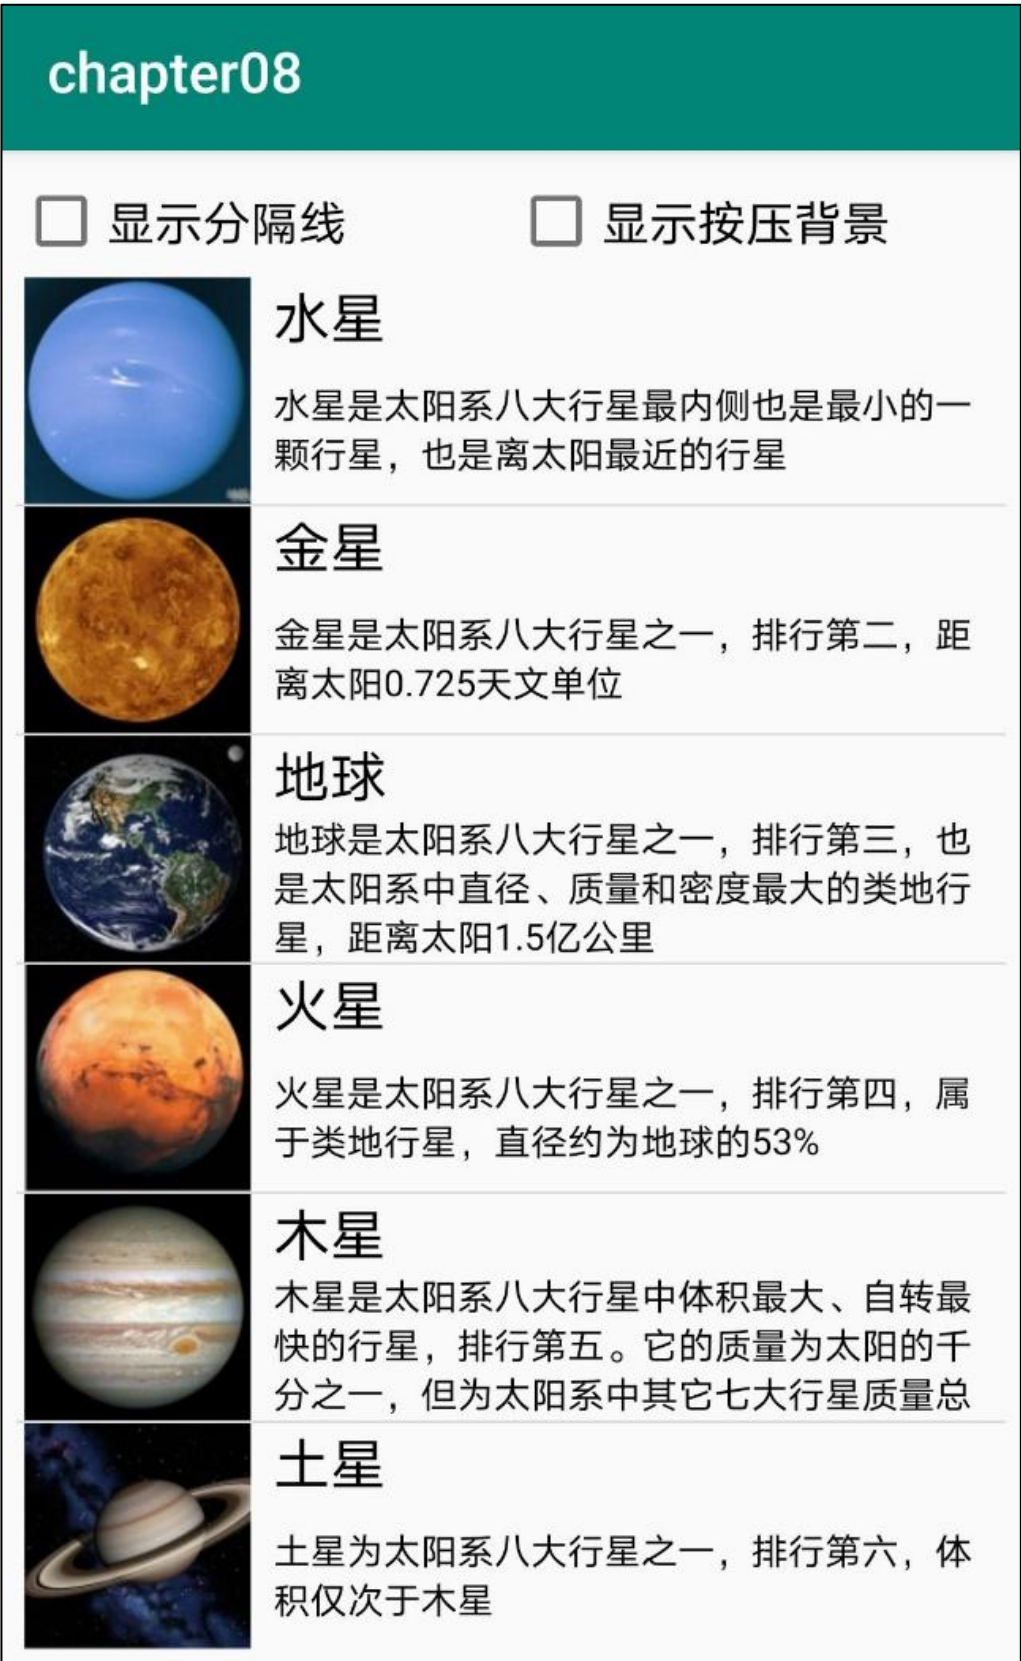 chapter08
显示分隔线
显示按压背景
水星
水星是太阳系八大行星最内侧也是最小的一
颗行星，也是离太阳最近的行星
金星
金星是太阳系八大行星之一，排行第二，距
离太阳0.725天文单位
地球
地球是太阳系八大行星之一，排行第三，也
是太阳系中直径、质量和密度最大的类地行
星，距离太阳1.5亿公里
火星
火星是太阳系八大行星之一，排行第四，属
于类地行星，直径约为地球的53%
木星
木星是太阳系八大行星中体积最大、自转最
快的行星，排行第五。它的质量为太阳的千
分之一，但为太阳系中其它七大行星质量总
土星
土星为太阳系八大行星之一，排行第六，体
积仅次于木星